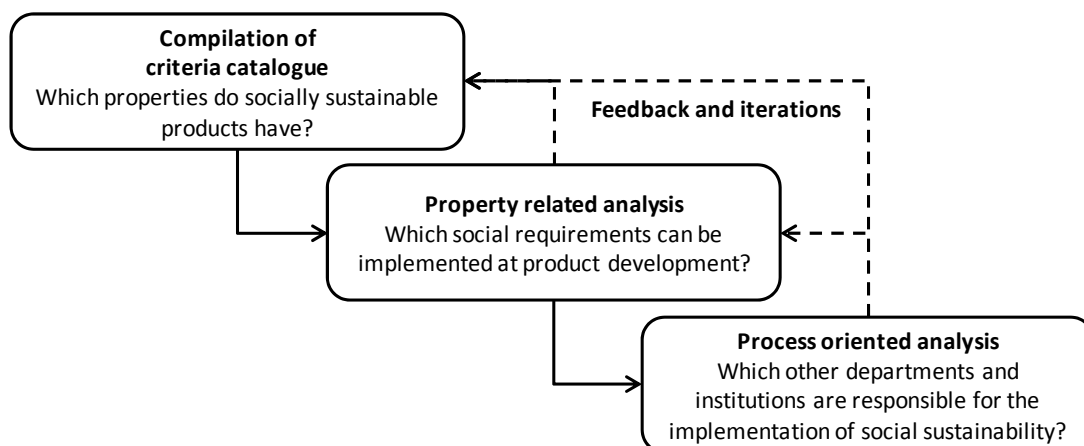 Compilation of
criteria catalogue
Which properties do socially sustainable
products have?
Feedback and iterations
Property related analysis
Which social requirements can be
implemented at product development?
Process oriented analysis
Which other departments and
institutions are responsible for the
implementation of social sustainability?